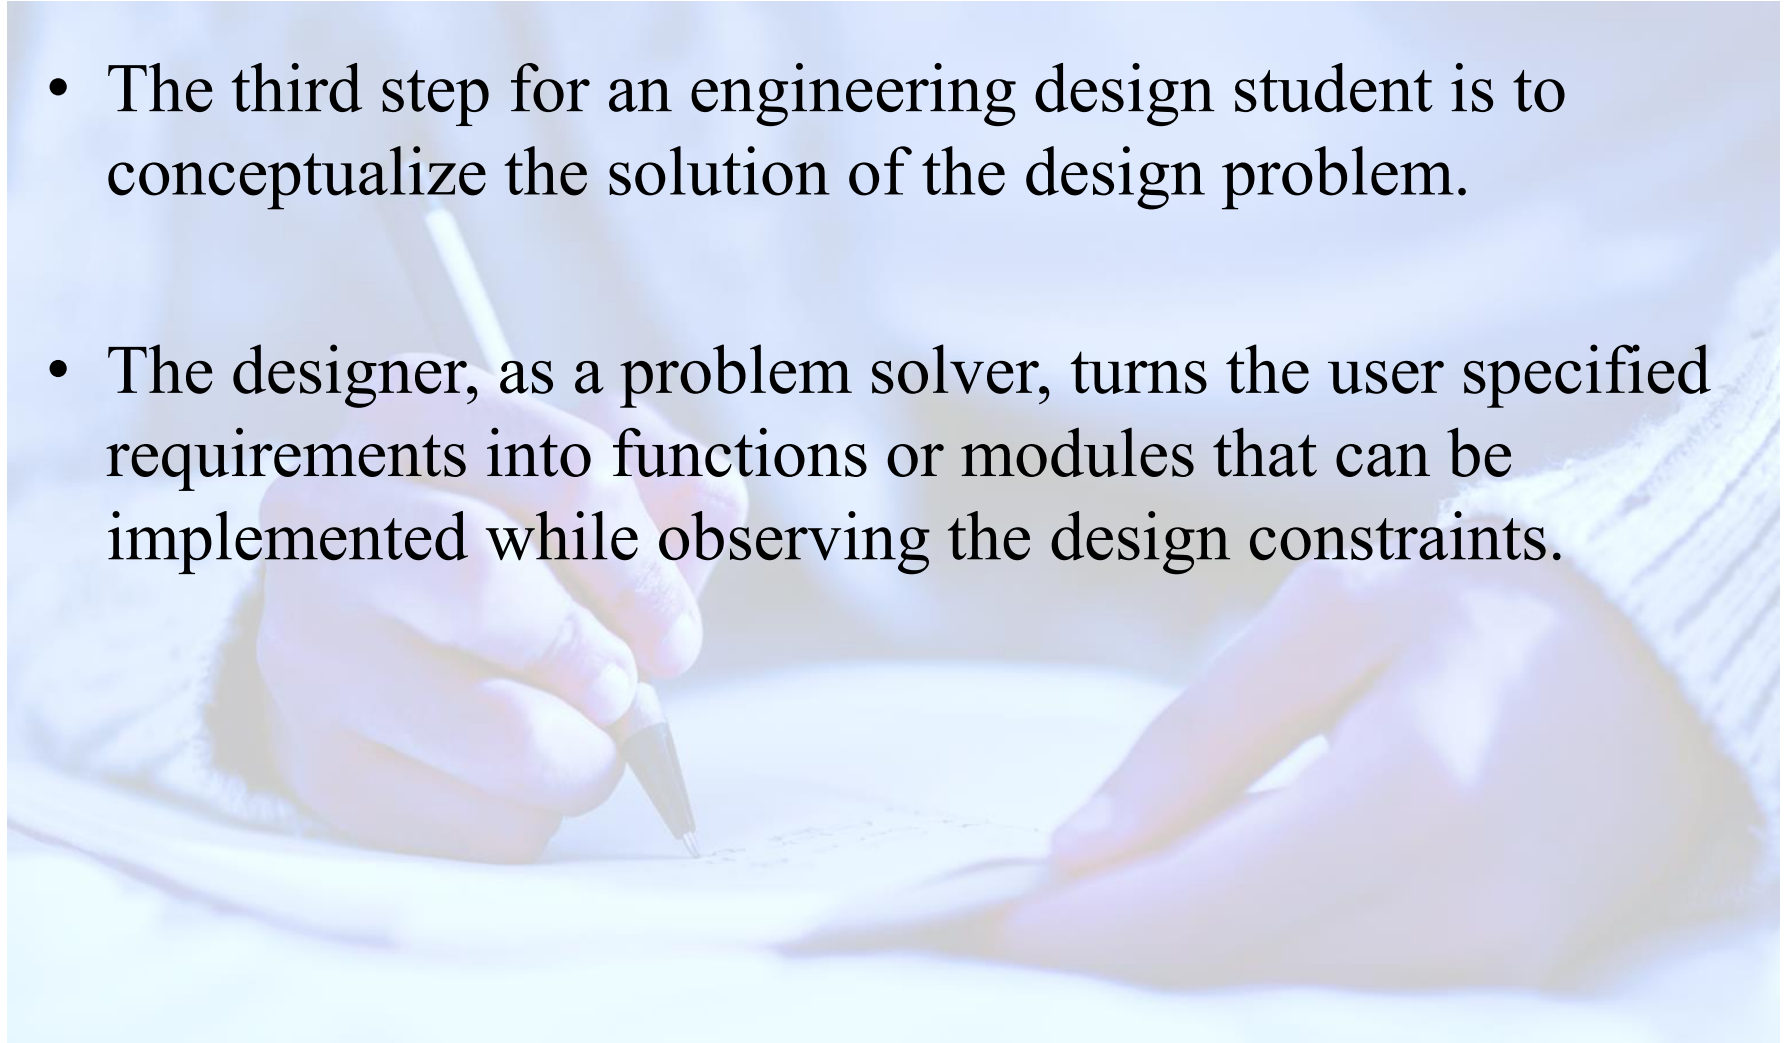 • The third step for an engineering design student is to
conceptualize the solution of the design problem.
• The designer, as a problem solver, turns the user specified
requirements into functions or modules that can be
implemented while observing the design constraints.